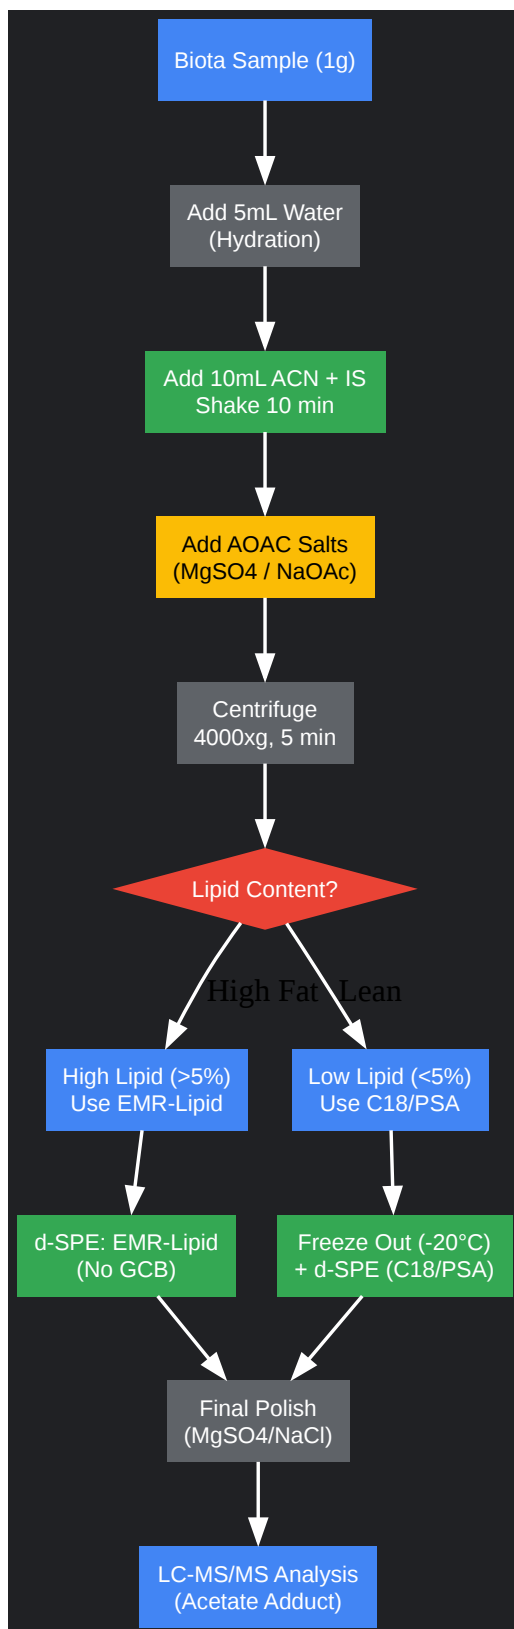 Biota Sample (1g)
Add 5mL Water
(Hydration)
Add 10mL ACN + IS
Shake 10 min
Add AOAC Salts
(MgSO4 / NaOAc)
Centrifuge
4000xg, 5 min
Lipid Content?
High Fat
Lean
High Lipid (>5%)
Use EMR-Lipid
Low Lipid (<5%)
Use C18/PSA
d-SPE: EMR-Lipid
(No GCB)
Freeze Out (-20°C)
+ d-SPE (C18/PSA)
Final Polish
(MgSO4/NaCl)
LC-MS/MS Analysis
(Acetate Adduct)